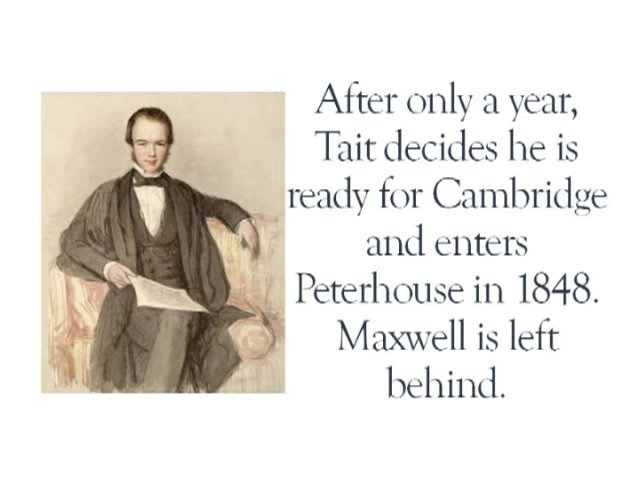 After only a year,
Tait decides he is
ready for Cambridge
and enters
Peterhouse in 1848.
Maxwell is left
behind.